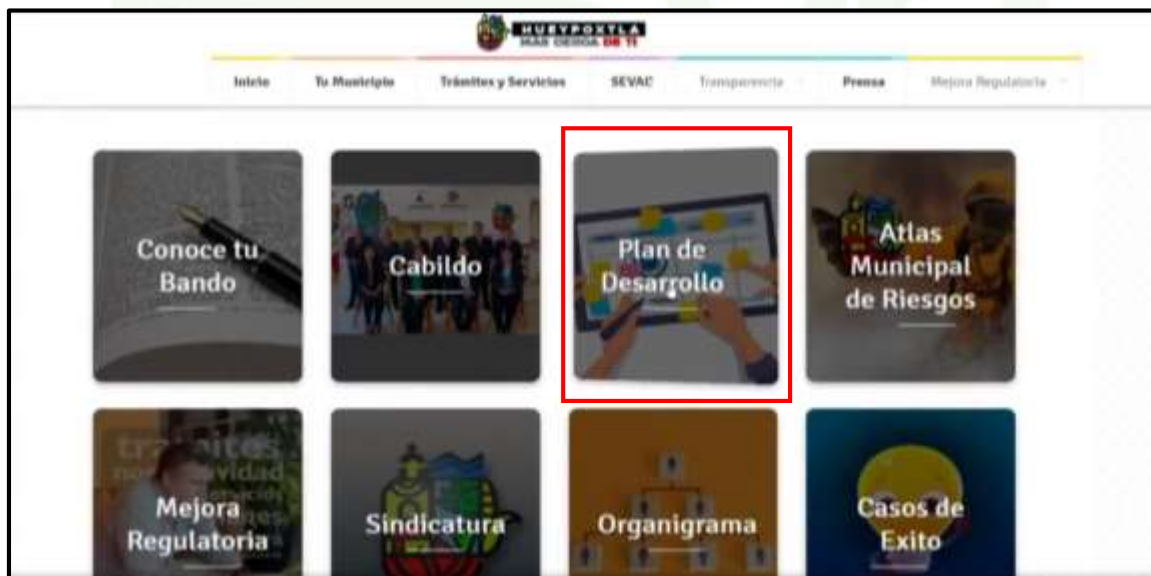 HUEYPOXTLA
MÁS CERCA DE TI
Inicio Tu Municipio Trámites y Servicios SEVAC Transparencia Prensa Mejora Regulatoria
Conoce tu
Bando
Cabildo
Plan de
Desarrollo
Atlas
Municipal
de Riesgos
Mejora
Regulatoria
Sindicatura
Organigrama
Casos de
Exito